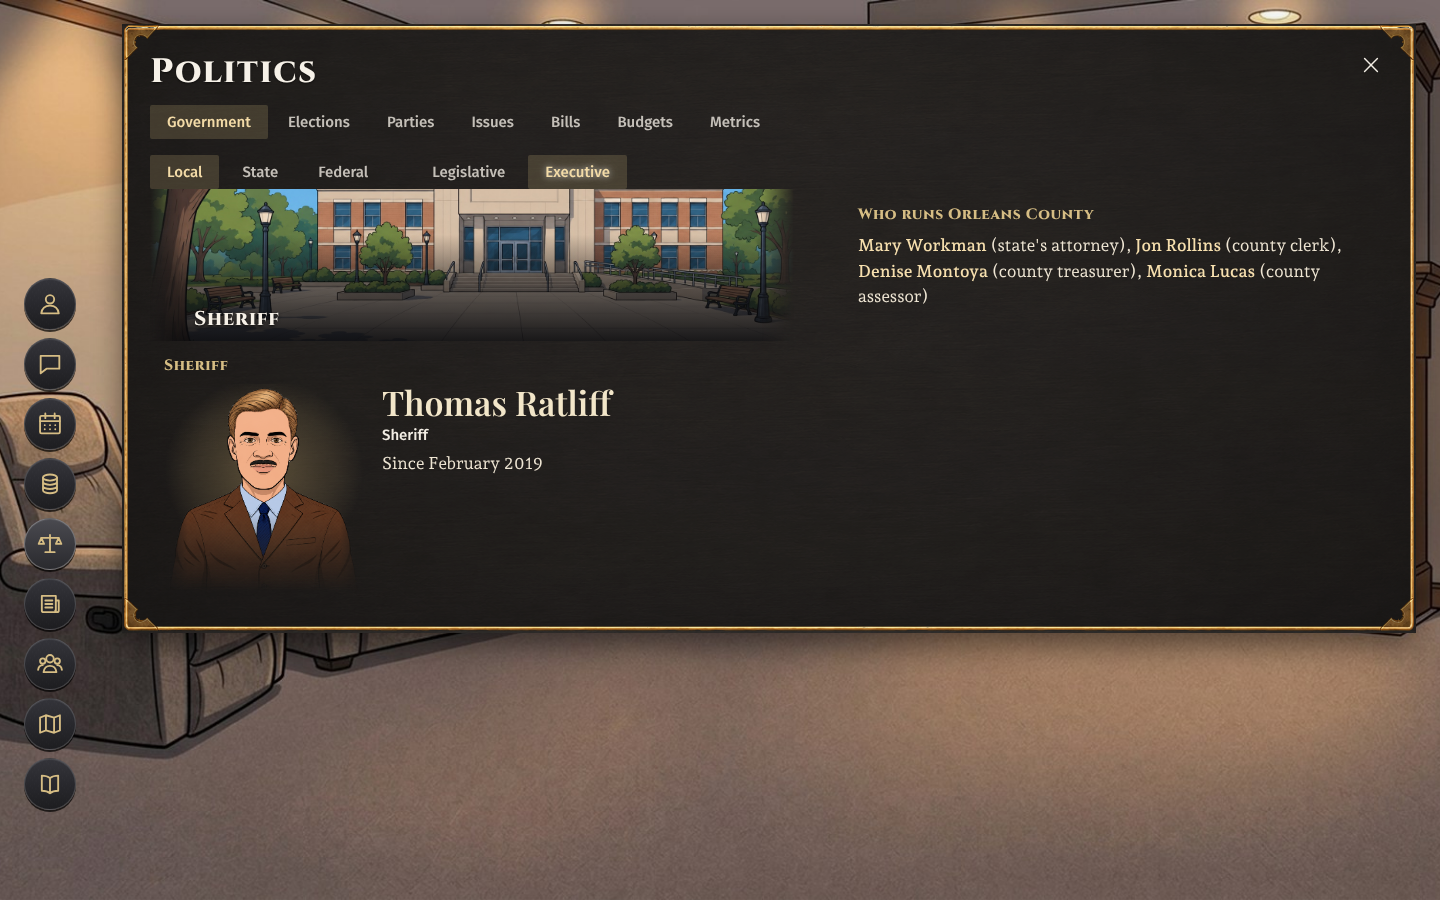 Politics
Government Elections Parties Issues Bills Budgets Metrics
Local State Federal Legislative Executive
Sheriff
Sheriff
Thomas Ratliff
Sheriff
Since February 2019
Who runs Orleans County
Mary Workman (state's attorney), Jon Rollins (county clerk),
Denise Montoya (county treasurer), Monica Lucas (county
assessor)